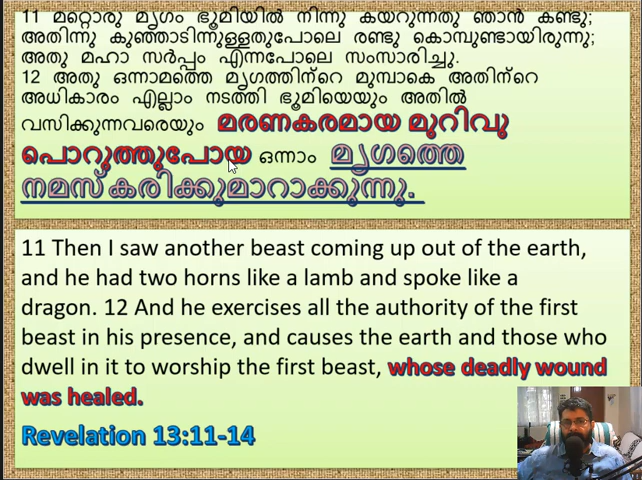 11 മറ്റൊരു മൃഗം ഭൂമിയിൽ നിന്നു കയറുന്നതു ഞാൻ കണ്ടു;
അതിന്നു കുഞ്ഞാടിന്നുള്ളതുപോലെ രണ്ടു കൊമ്പുണ്ടായിരുന്നു;
അതു മഹാ സർപ്പം എന്നപോലെ സംസാരിച്ചു.
12 അതു ഒന്നാമത്തെ മൃഗത്തിന്റെ മുമ്പാകെ അതിന്റെ
അധികാരം എല്ലാം നടത്തി ഭൂമിയെയും അതിൽ
വസിക്കുന്നവരെയും മരണകരമായ മുറിവു
പൊറുത്തുപോയ ഒന്നാം മൃഗത്തെ
നമസ്കരിക്കുമാറാക്കുന്നു.
11 Then I saw another beast coming up out of the earth,
and he had two horns like a lamb and spoke like a
dragon. 12 And he exercises all the authority of the first
beast in his presence, and causes the earth and those who
dwell in it to worship the first beast, whose deadly wound
was healed.
Revelation 13:11-14